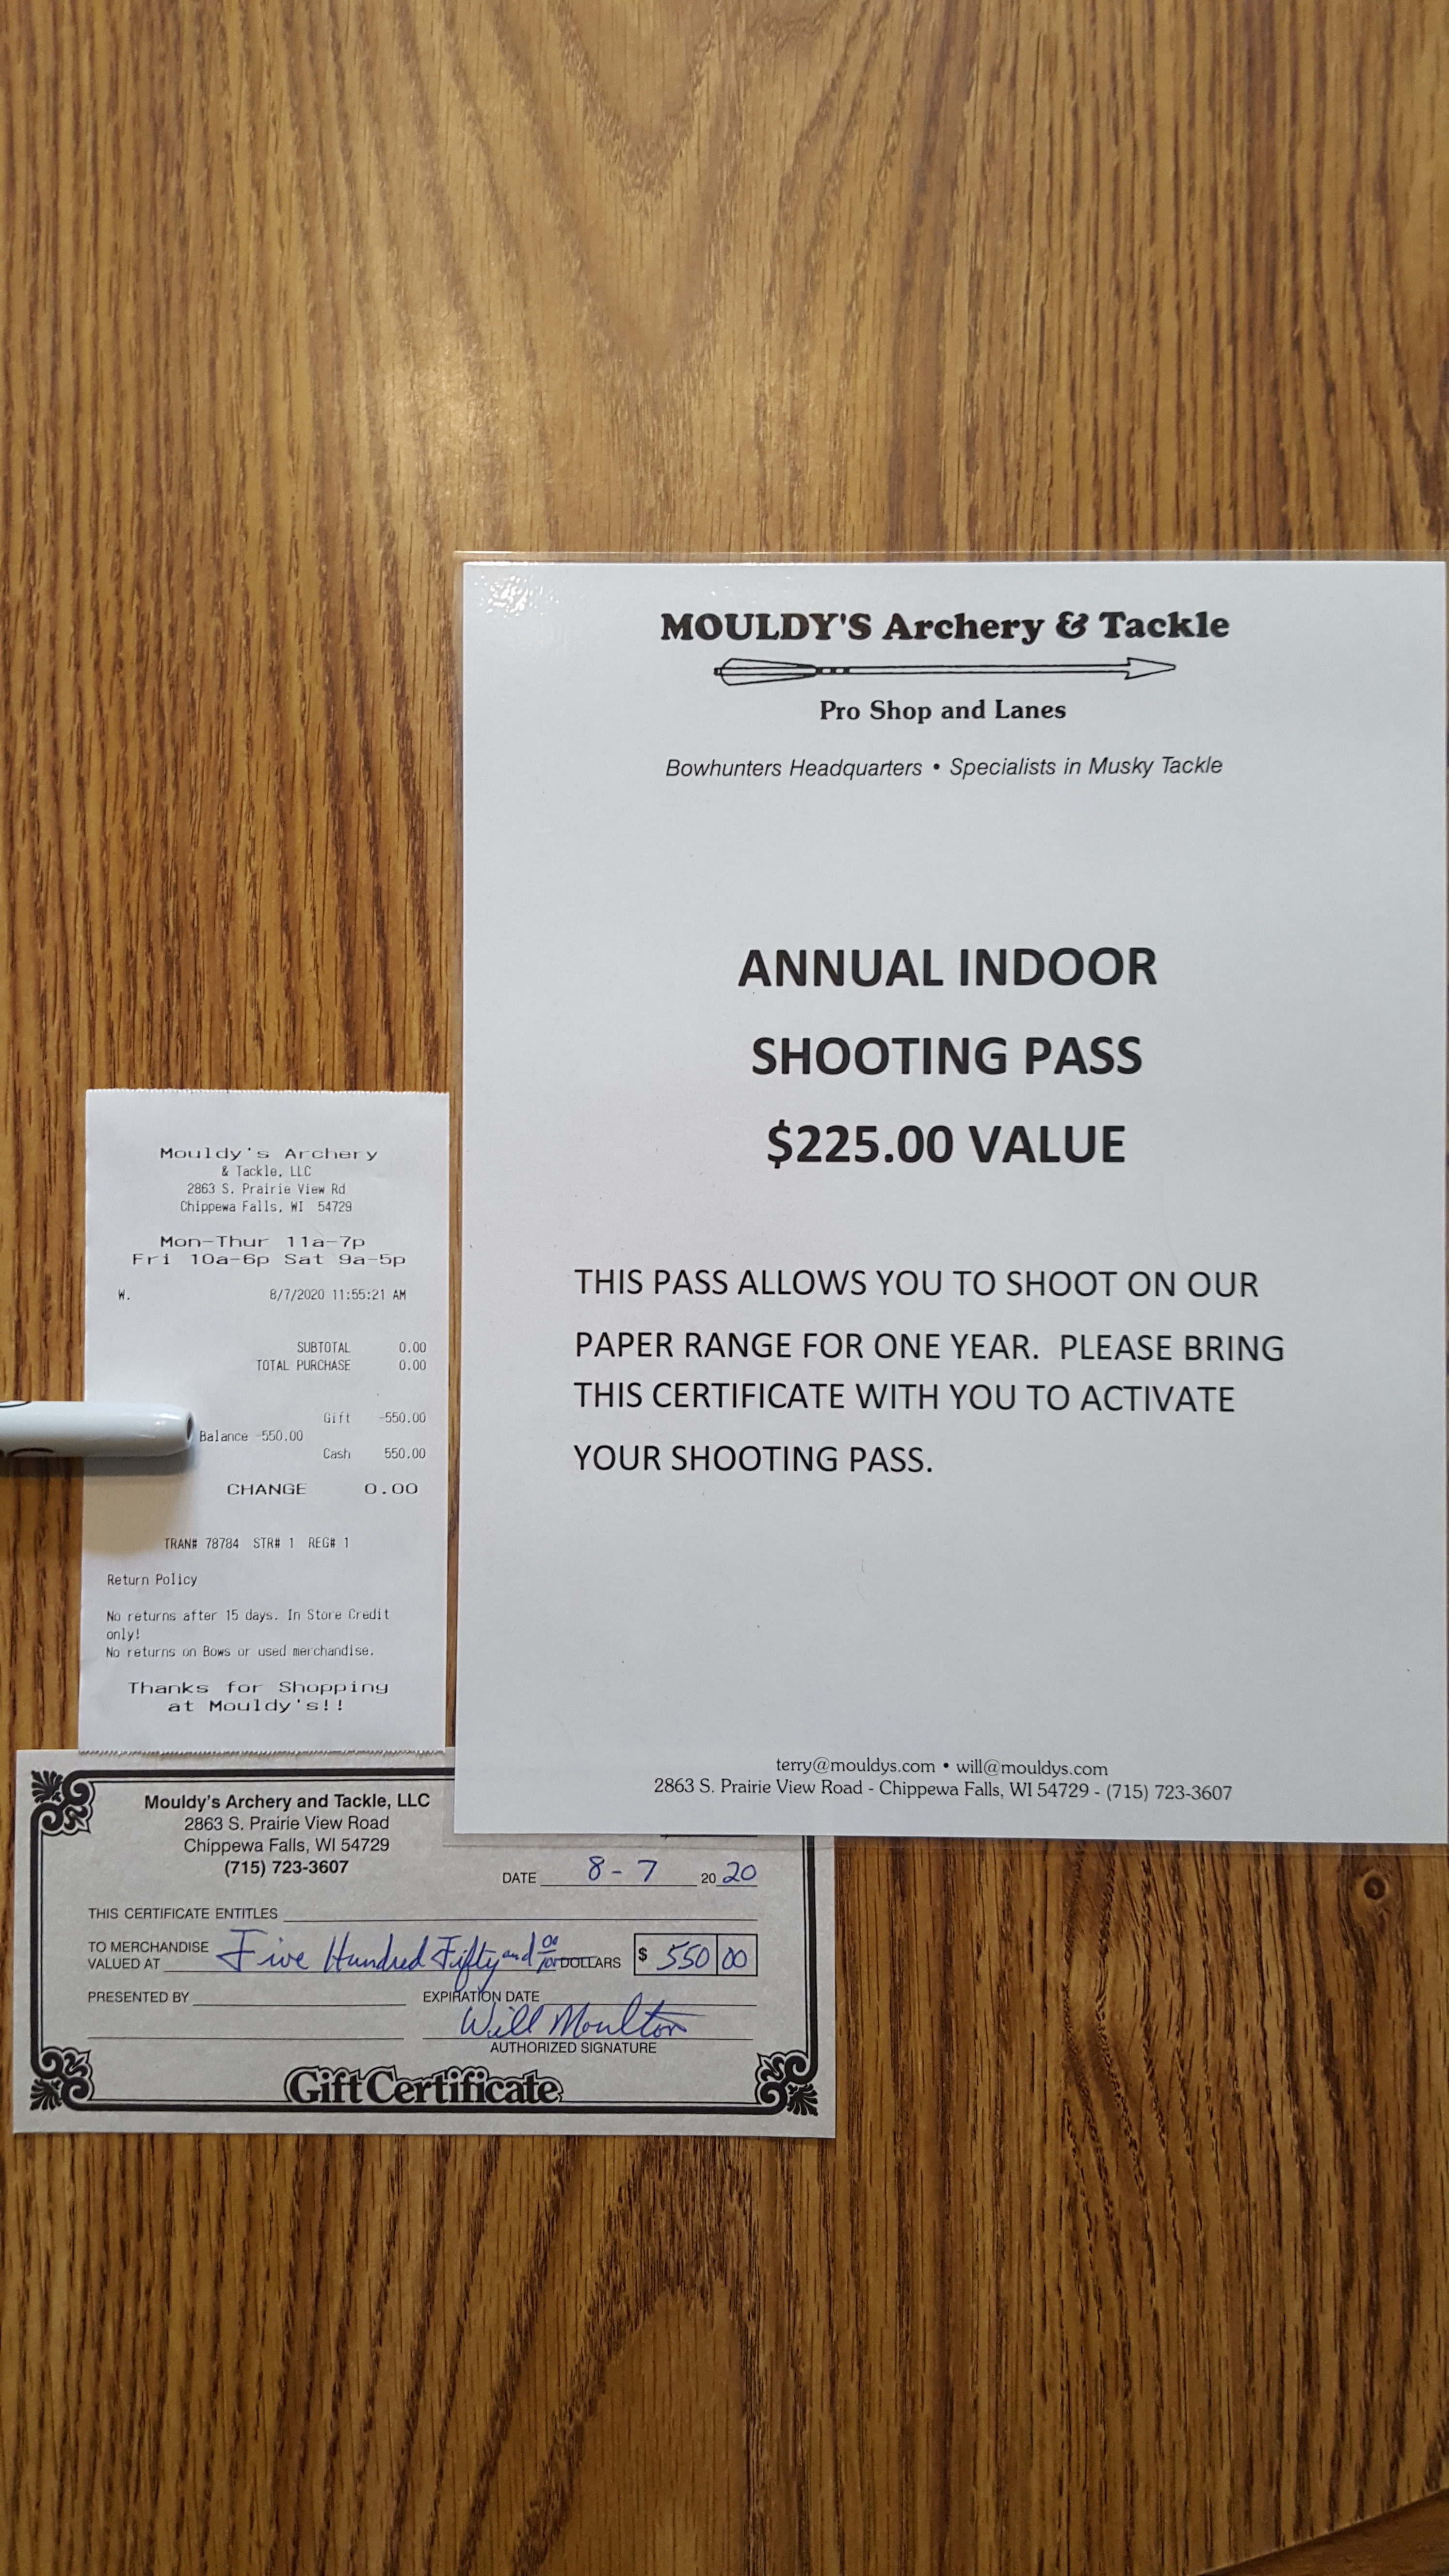 MOULDY'S Archery & Tackle
Pro Shop and Lanes
Bowhunters Headquarters • Specialists in Musky Tackle
ANNUAL INDOOR
SHOOTING PASS
$225.00 VALUE
THIS PASS ALLOWS YOU TO SHOOT ON OUR
PAPER RANGE FOR ONE YEAR. PLEASE BRING
THIS CERTIFICATE WITH YOU TO ACTIVATE
YOUR SHOOTING PASS.
terry@mouldys.com • will@mouldys.com
2863 S. Prairie View Road - Chippewa Falls, WI 54729 - (715) 723-3607
Mouldy's Archery
& Tackle, LLC
2863 S. Prairie View Rd
Chippewa Falls, WI 54729
Mon-Thur 11a-7p
Fri 10a-6p Sat 9a-5p
W. 8/7/2020 11:55:21 AM
SUBTOTAL 0.00
TOTAL PURCHASE 0.00
Gift -550.00
Balance -550.00
Cash 550.00
CHANGE 0.00
TRAN# 78784 STR# 1 REG# 1
Return Policy
No returns after 15 days. In Store Credit
only!
No returns on Bows or used merchandise.
Thanks for Shopping
at Mouldy's!!
Mouldy's Archery and Tackle, LLC
2863 S. Prairie View Road
Chippewa Falls, WI 54729
(715) 723-3607
DATE 8-7 2020
THIS CERTIFICATE ENTITLES
TO MERCHANDISE
VALUED AT Five Hundred Fifty and 00/100 DOLLARS $ 550 00
PRESENTED BY EXPIRATION DATE
Will Moulton
AUTHORIZED SIGNATURE
Gift Certificate